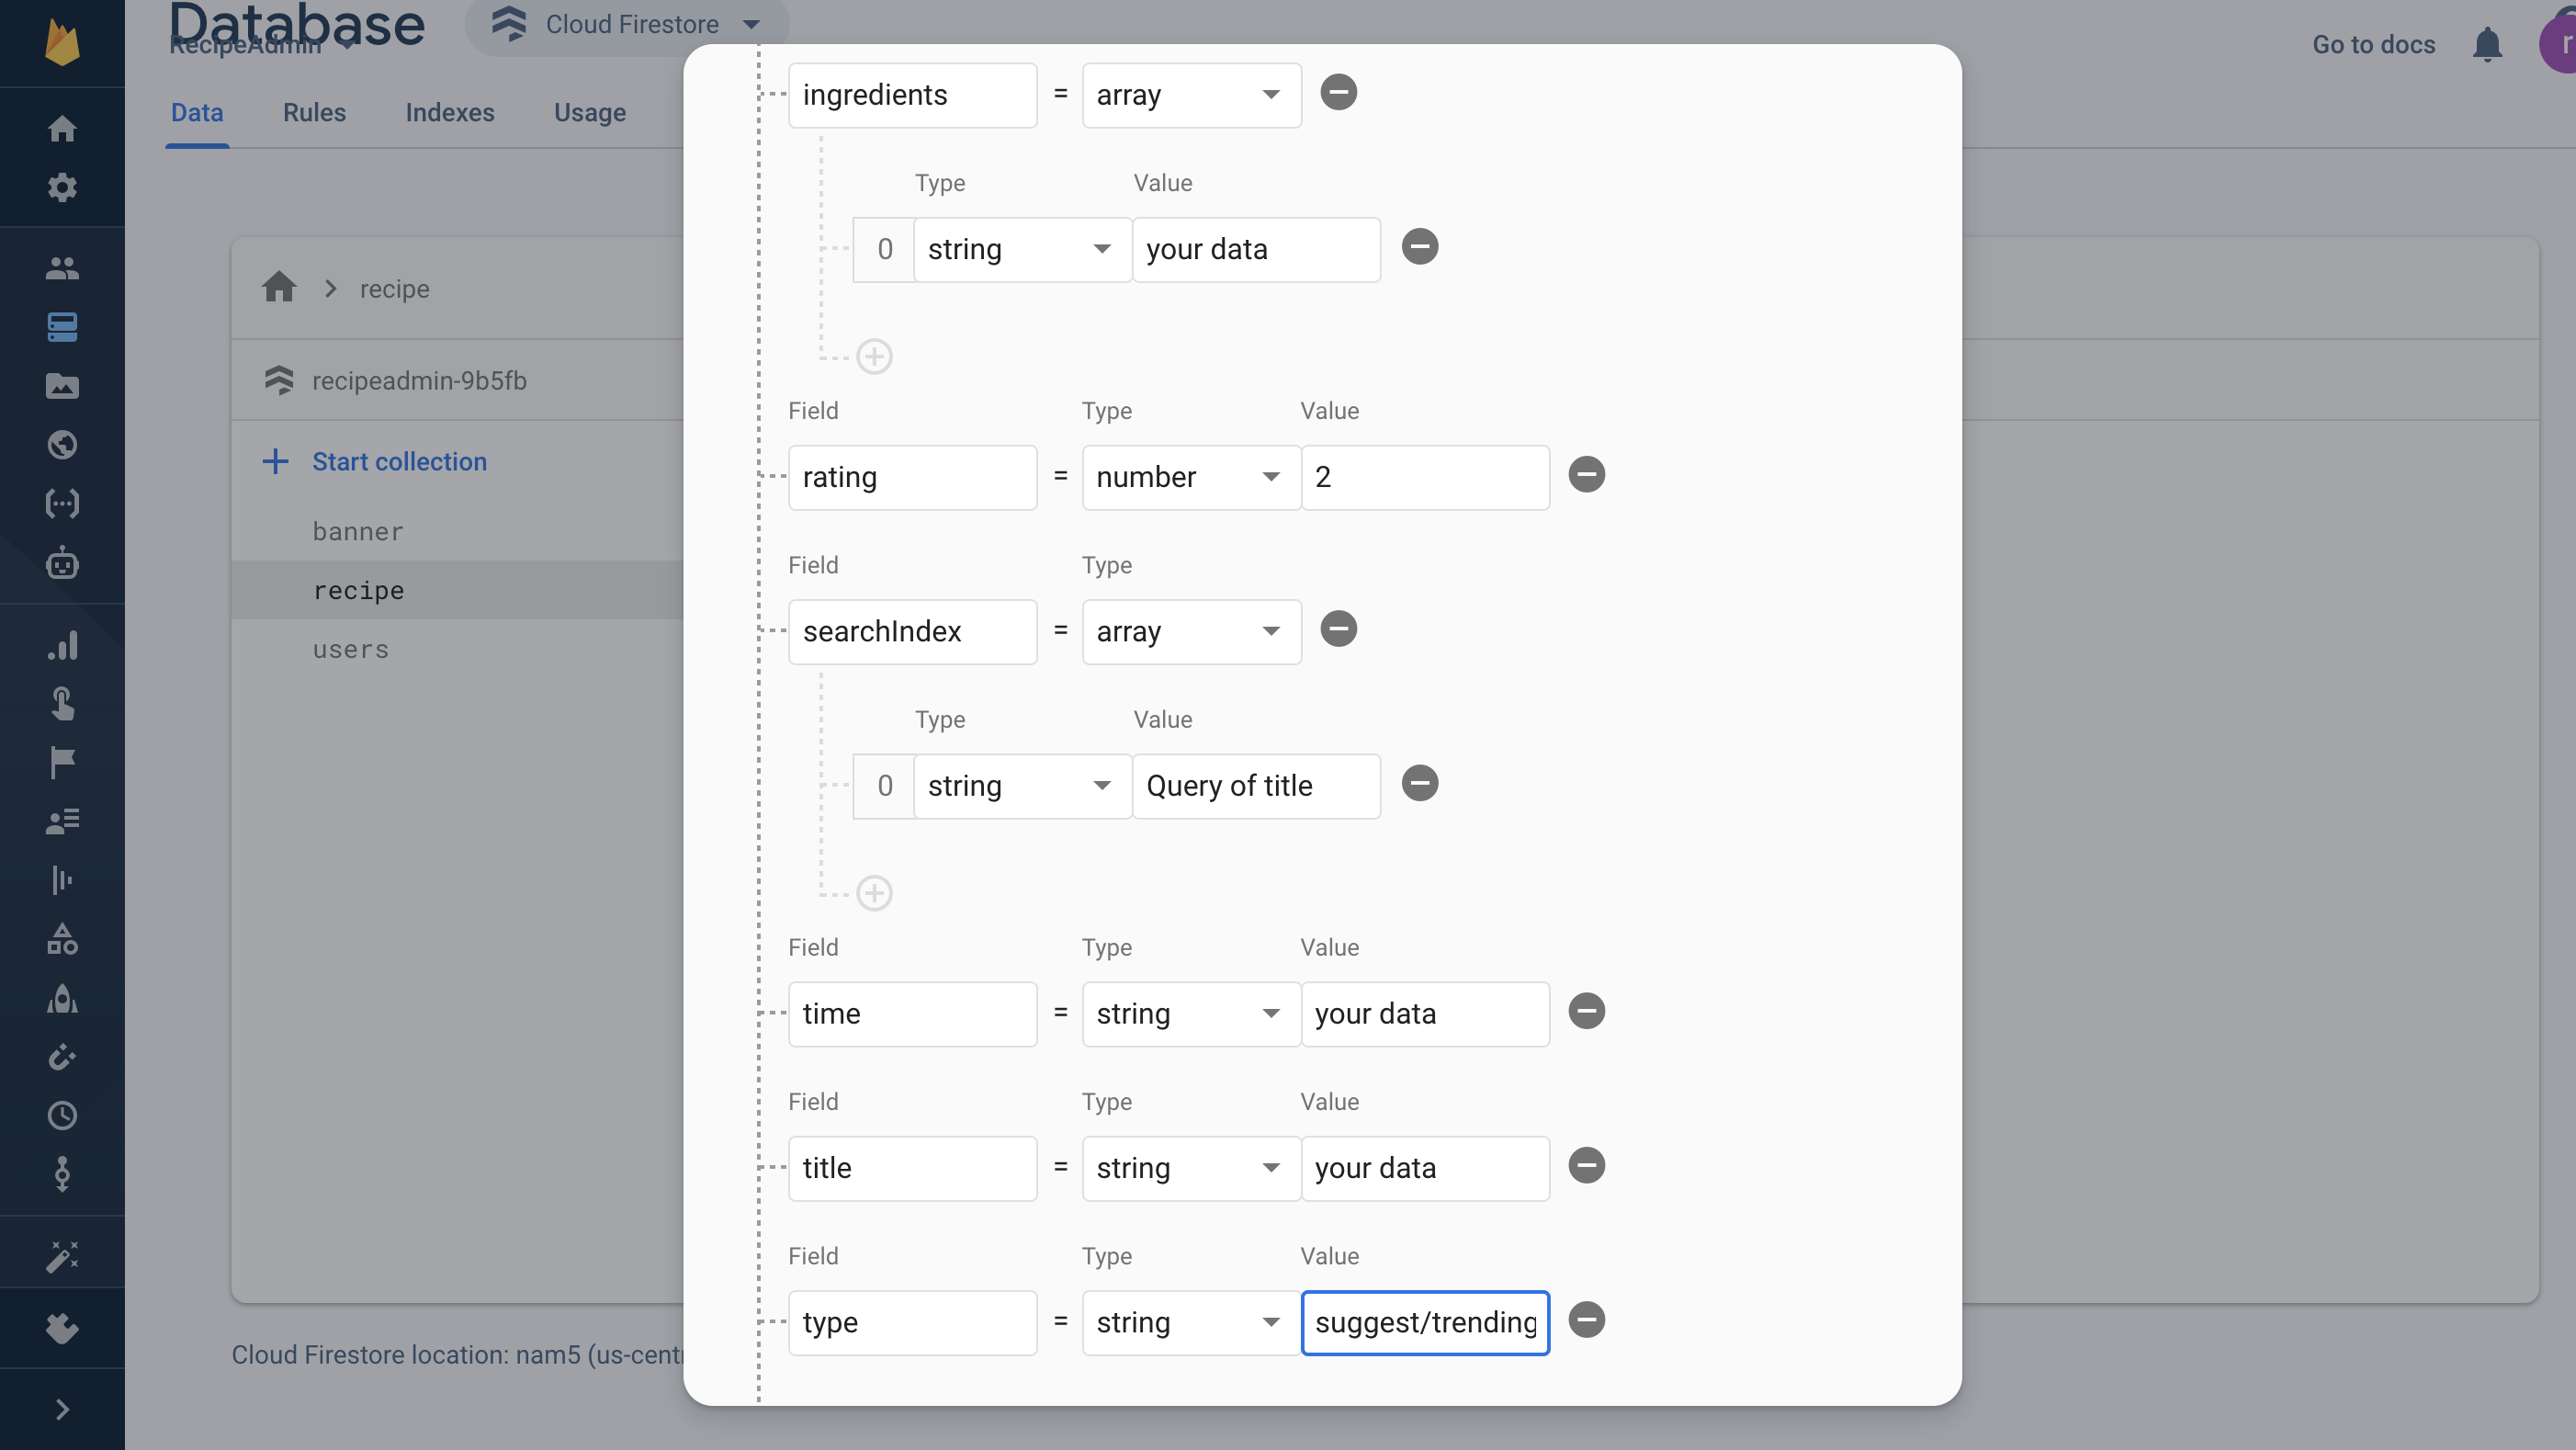 Database
Cloud Firestore
RecipeAdmin
Go to docs
r
Data
Rules
Indexes
Usage
recipe
recipeadmin-9b5fb
Start collection
banner
recipe
users
Cloud Firestore location: nam5 (us-centr
ingredients = array
Type Value
0 string your data
Field Type Value
rating = number 2
Field Type
searchIndex = array
Type Value
0 string Query of title
Field Type Value
time = string your data
Field Type Value
title = string your data
Field Type Value
type = string suggest/trending